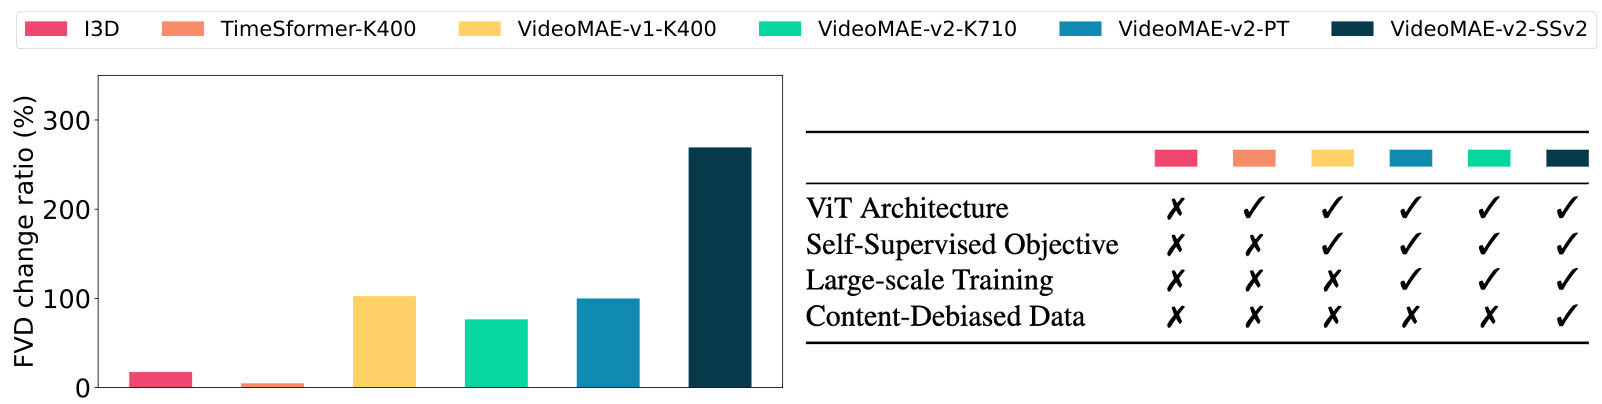 I3D TimeSformer-K400 VideoMAE-v1-K400 VideoMAE-v2-K710 VideoMAE-v2-PT VideoMAE-v2-SSv2
FVD change ratio (%)
300
200
100
0
ViT Architecture ✗ ✓ ✓ ✓ ✓ ✓
Self-Supervised Objective ✗ ✗ ✓ ✓ ✓ ✓
Large-scale Training ✗ ✗ ✗ ✓ ✓ ✓
Content-Debiased Data ✗ ✗ ✗ ✗ ✗ ✓